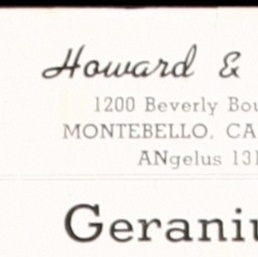 Howard &
1200 Beverly Bou
MONTEBELLO, CA
ANgelus 131
Geraniu